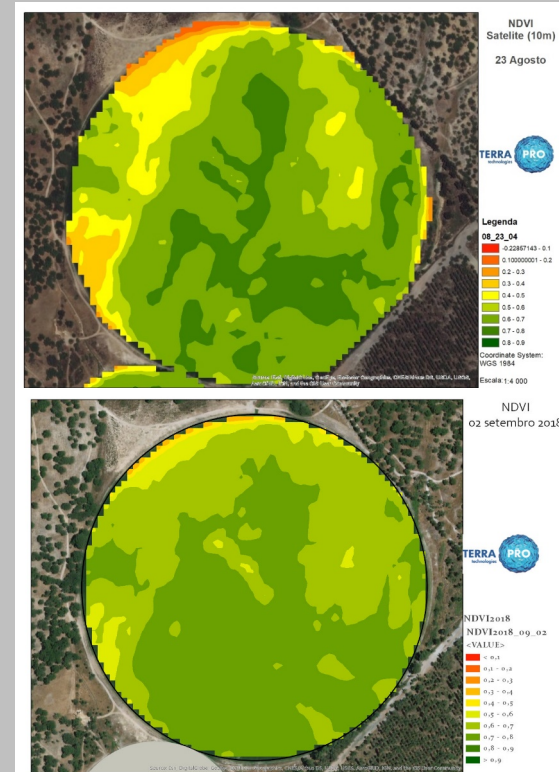 NDVI
Satelite (10m)
23 Agosto
TERRA PRO
technologies
Legenda
08_23_04
-0.22857143 - 0.1
0.100000001 - 0.2
0.2 - 0.3
0.3 - 0.4
0.4 - 0.5
0.5 - 0.6
0.6 - 0.7
0.7 - 0.8
0.8 - 0.9
Coordinate System:
WGS 1984
Escala: 1:4 000
NDVI
02 setembro 2018
TERRA PRO
technologies
NDVI2018
NDVI2018_09_02
<VALUE>
< 0,1
0,1 - 0,2
0,2 - 0,3
0,3 - 0,4
0,4 - 0,5
0,5 - 0,6
0,6 - 0,7
0,7 - 0,8
0,8 - 0,9
> 0,9